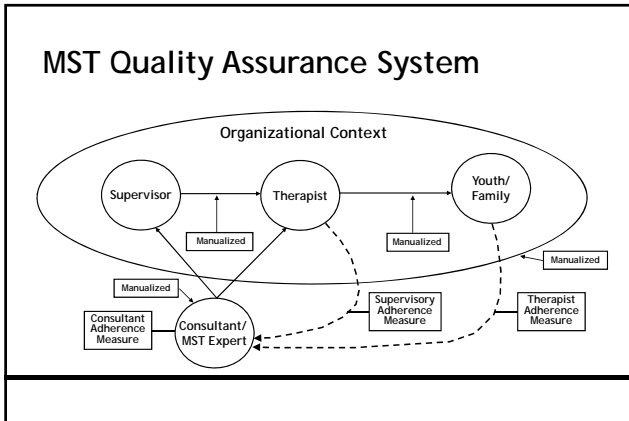 MST Quality Assurance System
Organizational Context
Supervisor
Therapist
Youth/
Family
Manualized
Manualized
Manualized
Manualized
Consultant
Adherence
Measure
Consultant/
MST Expert
Supervisory
Adherence
Measure
Therapist
Adherence
Measure